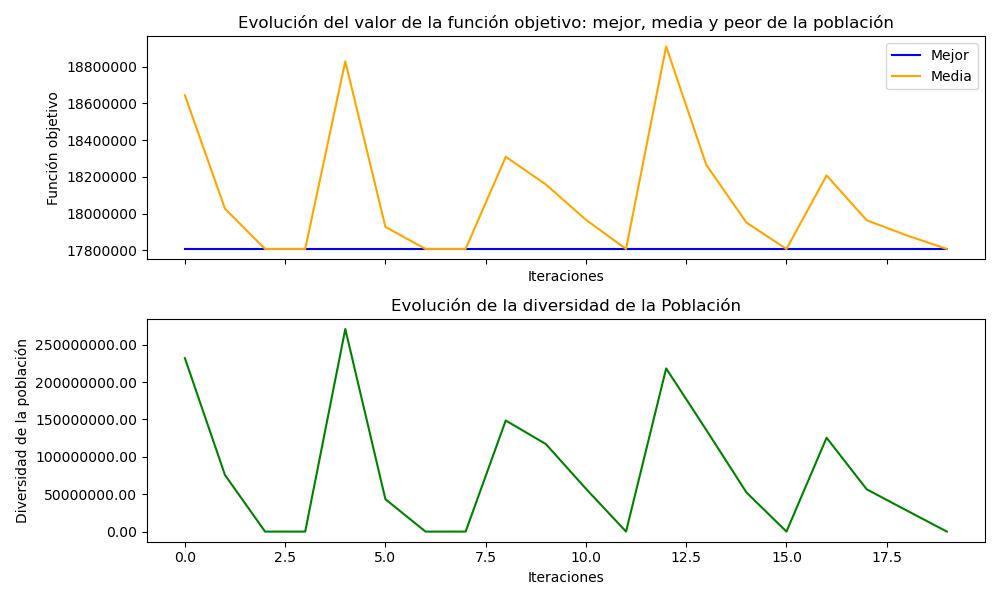 Evolución del valor de la función objetivo: mejor, media y peor de la población
Función objetivo
18800000
18600000
18400000
18200000
18000000
17800000
Mejor
Media
Iteraciones
Evolución de la diversidad de la Población
Diversidad de la población
250000000.00
200000000.00
150000000.00
100000000.00
50000000.00
0.00
0.0 2.5 5.0 7.5 10.0 12.5 15.0 17.5
Iteraciones